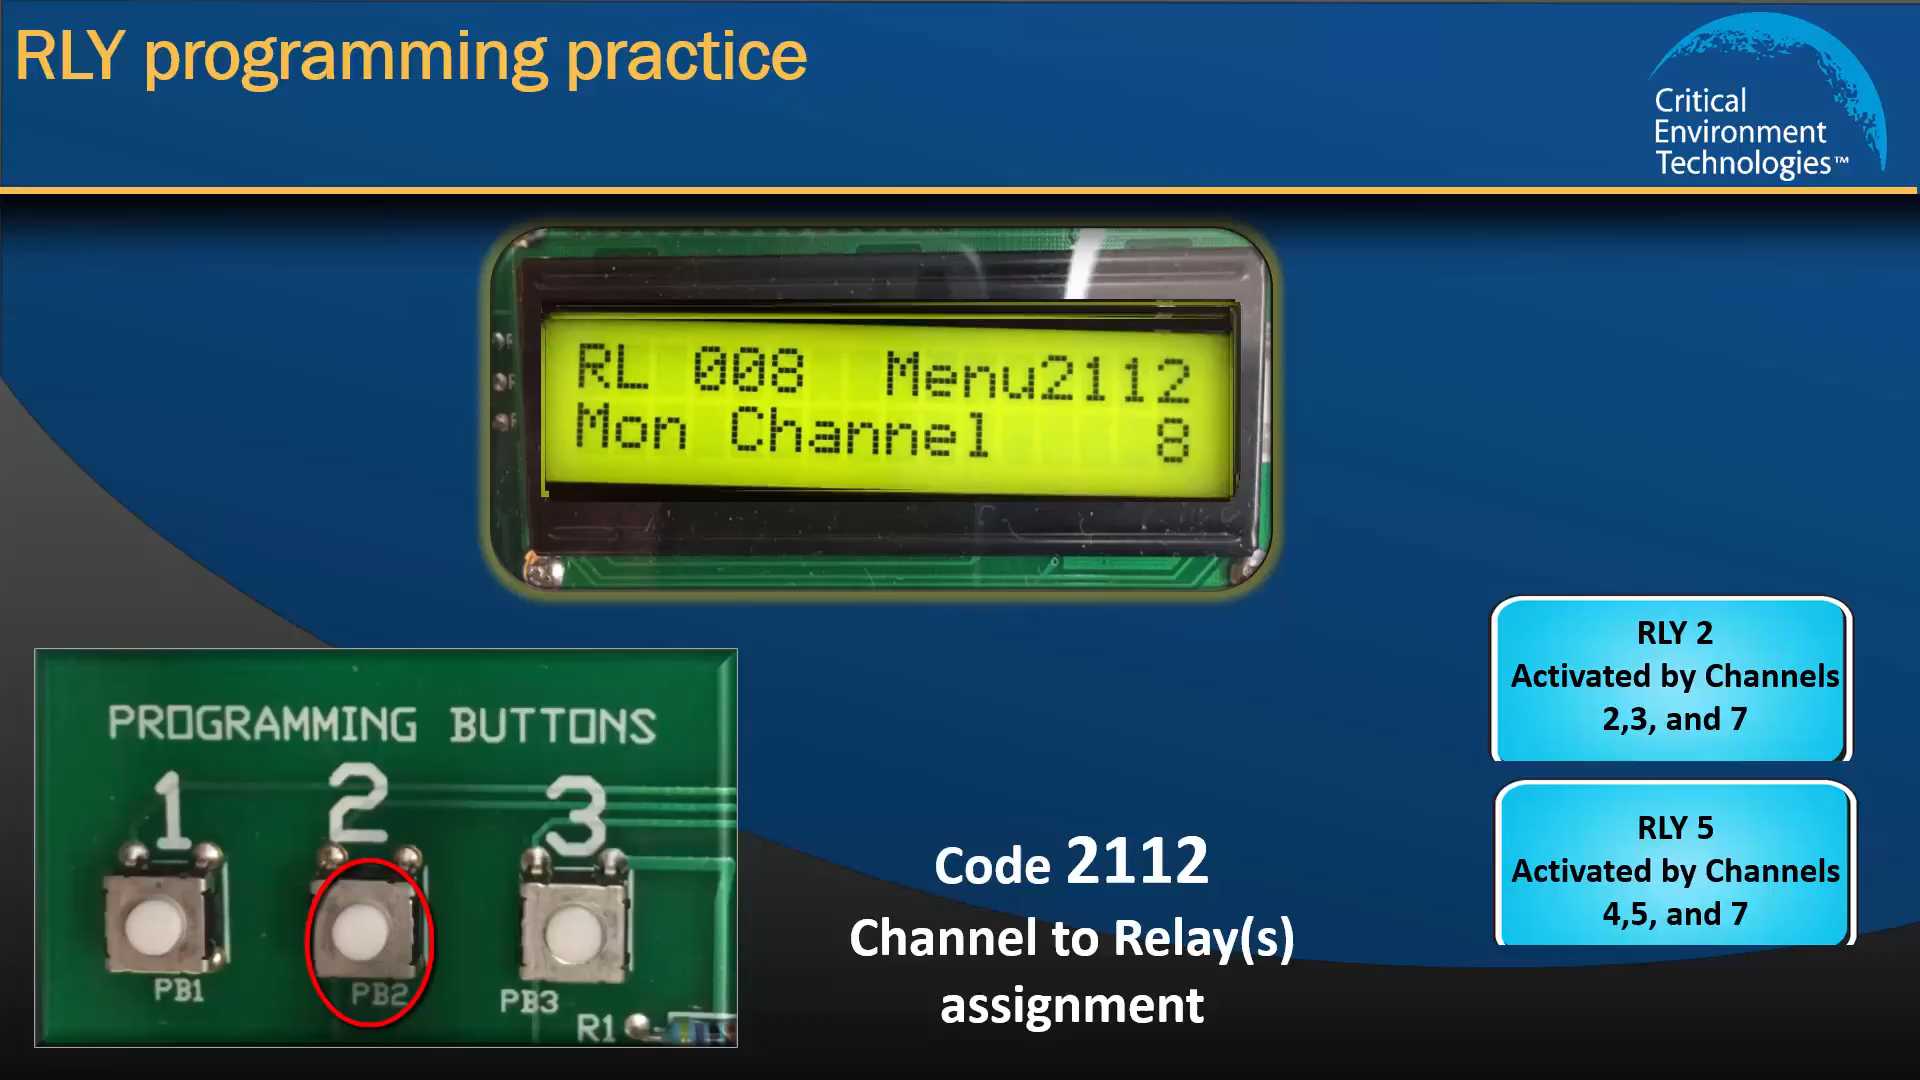 RLY programming practice
Critical
Environment
Technologies™
RL 008 Menu2112
Mon Channel 8
RLY 2
Activated by Channels
2,3, and 7
PROGRAMMING BUTTONS
1 2 3
PB1 PB2 PB3
R1
RLY 5
Activated by Channels
4,5, and 7
Code 2112
Channel to Relay(s)
assignment